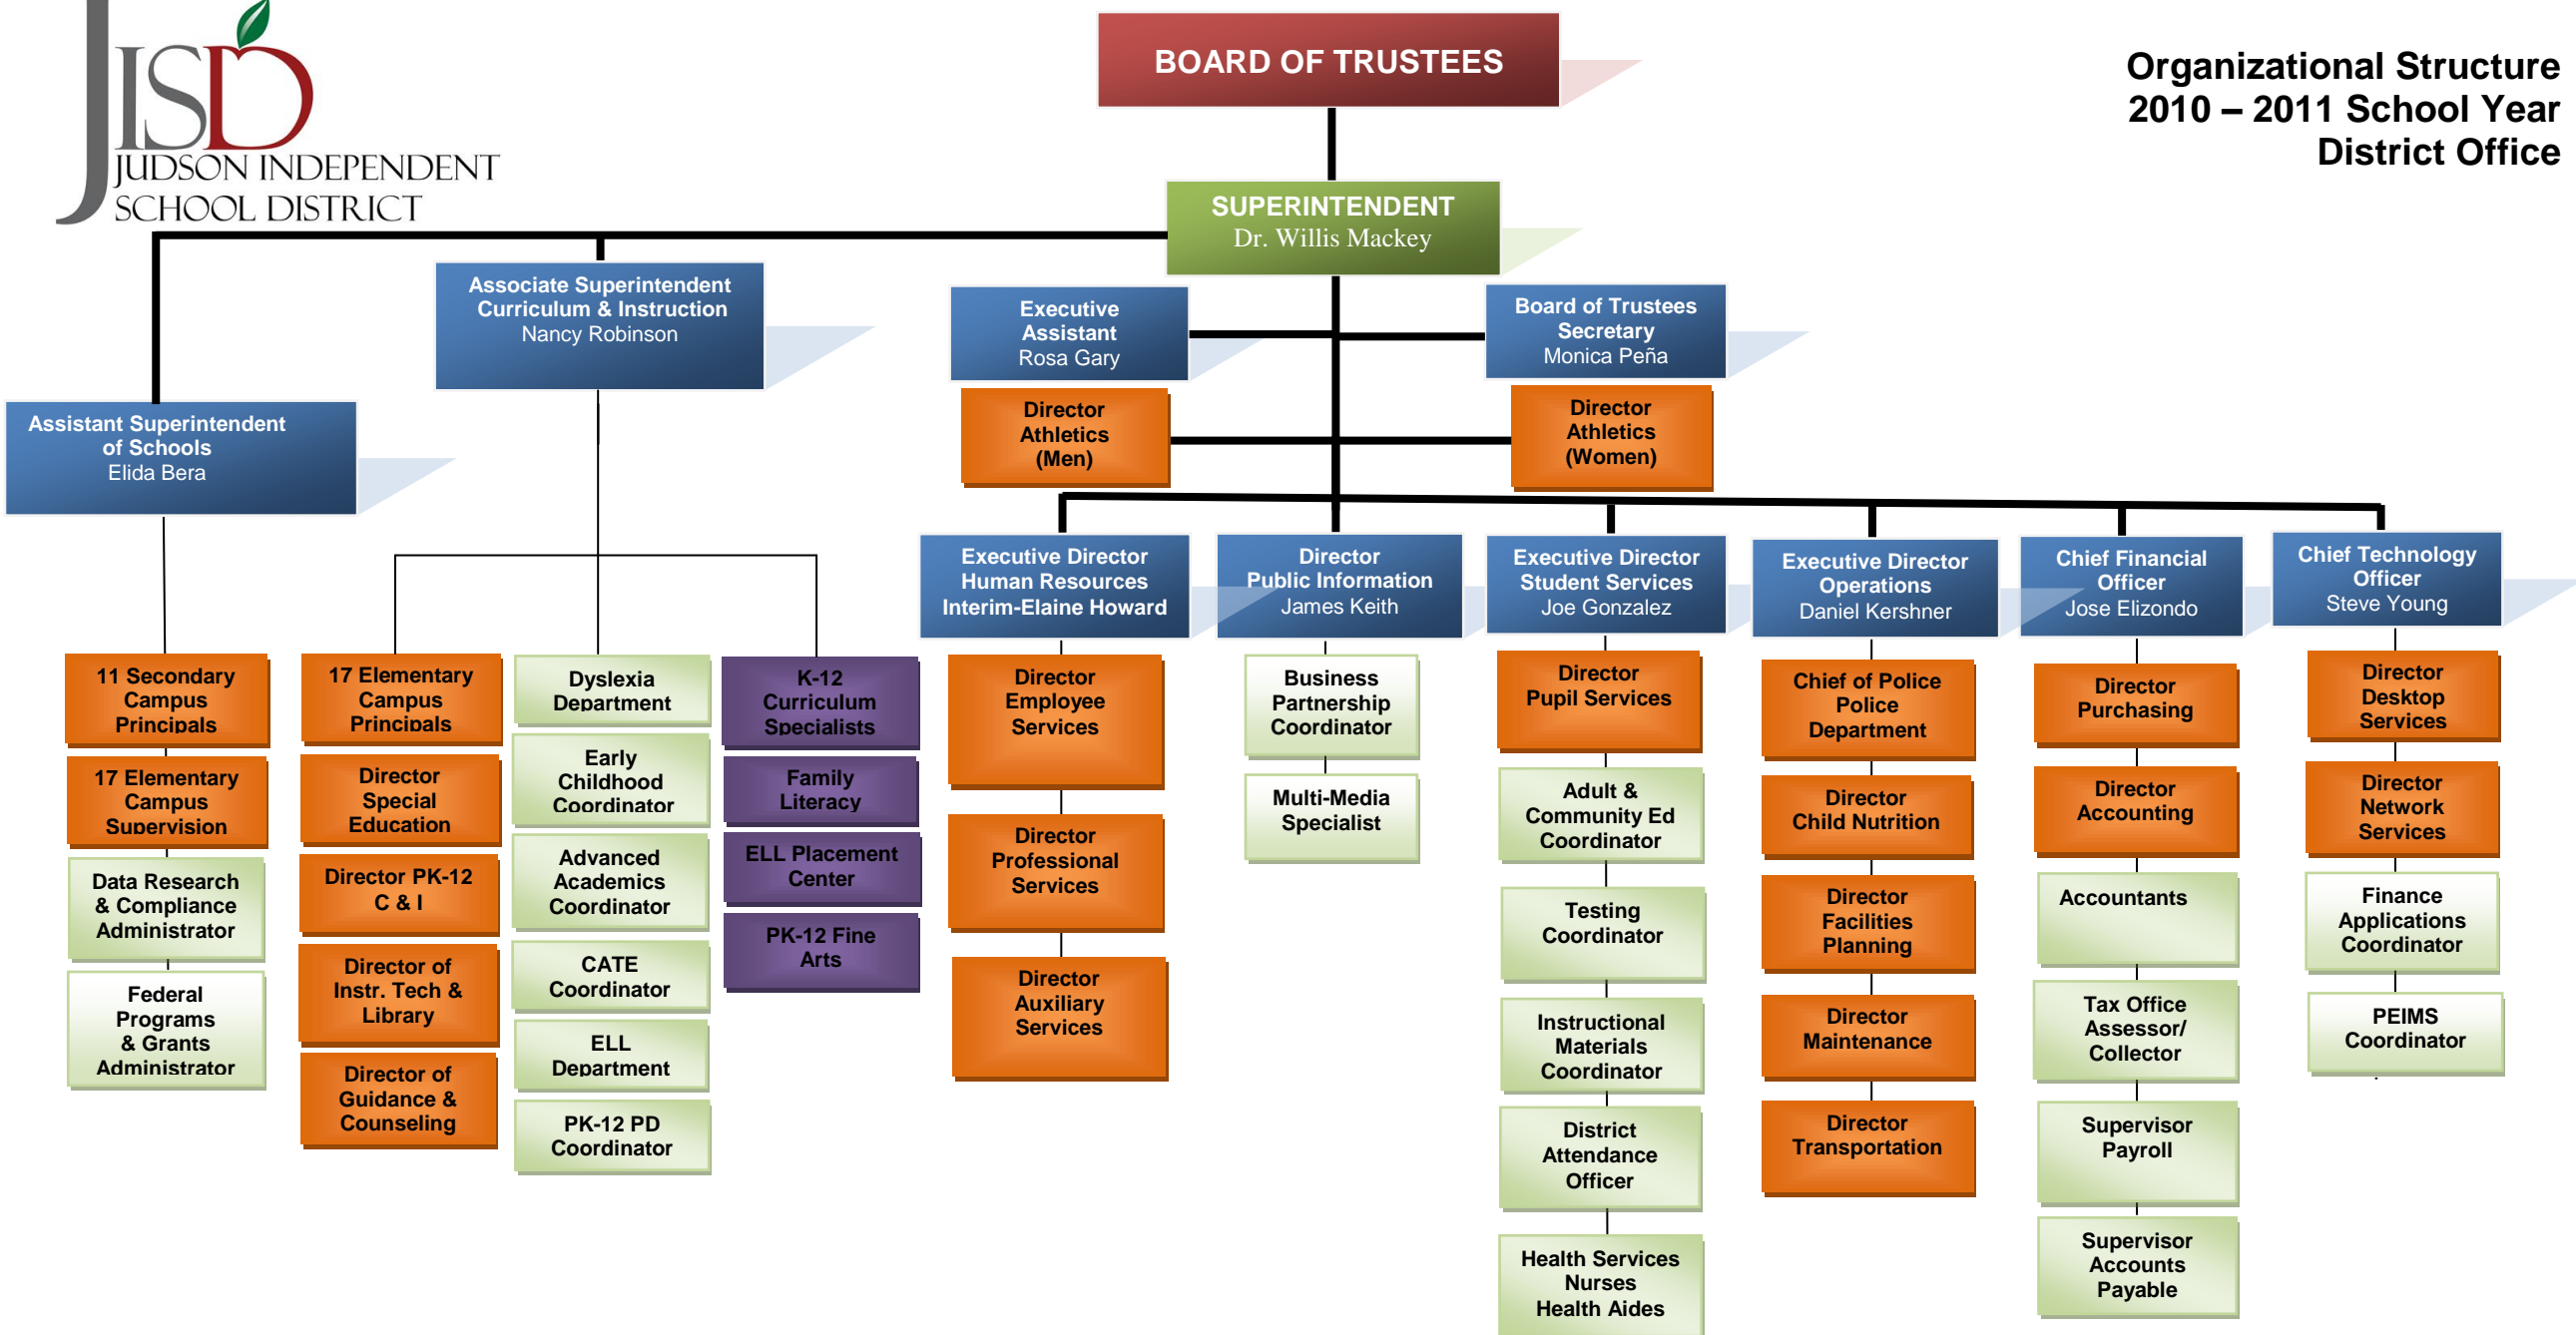 JISD
JUDSON INDEPENDENT
SCHOOL DISTRICT
BOARD OF TRUSTEES
Organizational Structure
2010 – 2011 School Year
District Office
SUPERINTENDENT
Dr. Willis Mackey
Associate Superintendent
Curriculum & Instruction
Nancy Robinson
Executive
Assistant
Rosa Gary
Board of Trustees
Secretary
Monica Peña
Assistant Superintendent
of Schools
Elida Bera
Director
Athletics
(Men)
Director
Athletics
(Women)
Executive Director
Human Resources
Interim-Elaine Howard
Director
Public Information
James Keith
Executive Director
Student Services
Joe Gonzalez
Executive Director
Operations
Daniel Kershner
Chief Financial
Officer
Jose Elizondo
Chief Technology
Officer
Steve Young
11 Secondary
Campus
Principals
17 Elementary
Campus
Supervision
Data Research
& Compliance
Administrator
Federal
Programs
& Grants
Administrator
17 Elementary
Campus
Principals
Director
Special
Education
Director PK-12
C & I
Director of
Instr. Tech &
Library
Director of
Guidance &
Counseling
Dyslexia
Department
Early
Childhood
Coordinator
Advanced
Academics
Coordinator
CATE
Coordinator
ELL
Department
PK-12 PD
Coordinator
K-12
Curriculum
Specialists
Family
Literacy
ELL Placement
Center
PK-12 Fine
Arts
Director
Employee
Services
Director
Professional
Services
Director
Auxiliary
Services
Business
Partnership
Coordinator
Multi-Media
Specialist
Director
Pupil Services
Adult &
Community Ed
Coordinator
Testing
Coordinator
Instructional
Materials
Coordinator
District
Attendance
Officer
Health Services
Nurses
Health Aides
Chief of Police
Police
Department
Director
Child Nutrition
Director
Facilities
Planning
Director
Maintenance
Director
Transportation
Director
Purchasing
Director
Accounting
Accountants
Tax Office
Assessor/
Collector
Supervisor
Payroll
Supervisor
Accounts
Payable
Director
Desktop
Services
Director
Network
Services
Finance
Applications
Coordinator
PEIMS
Coordinator